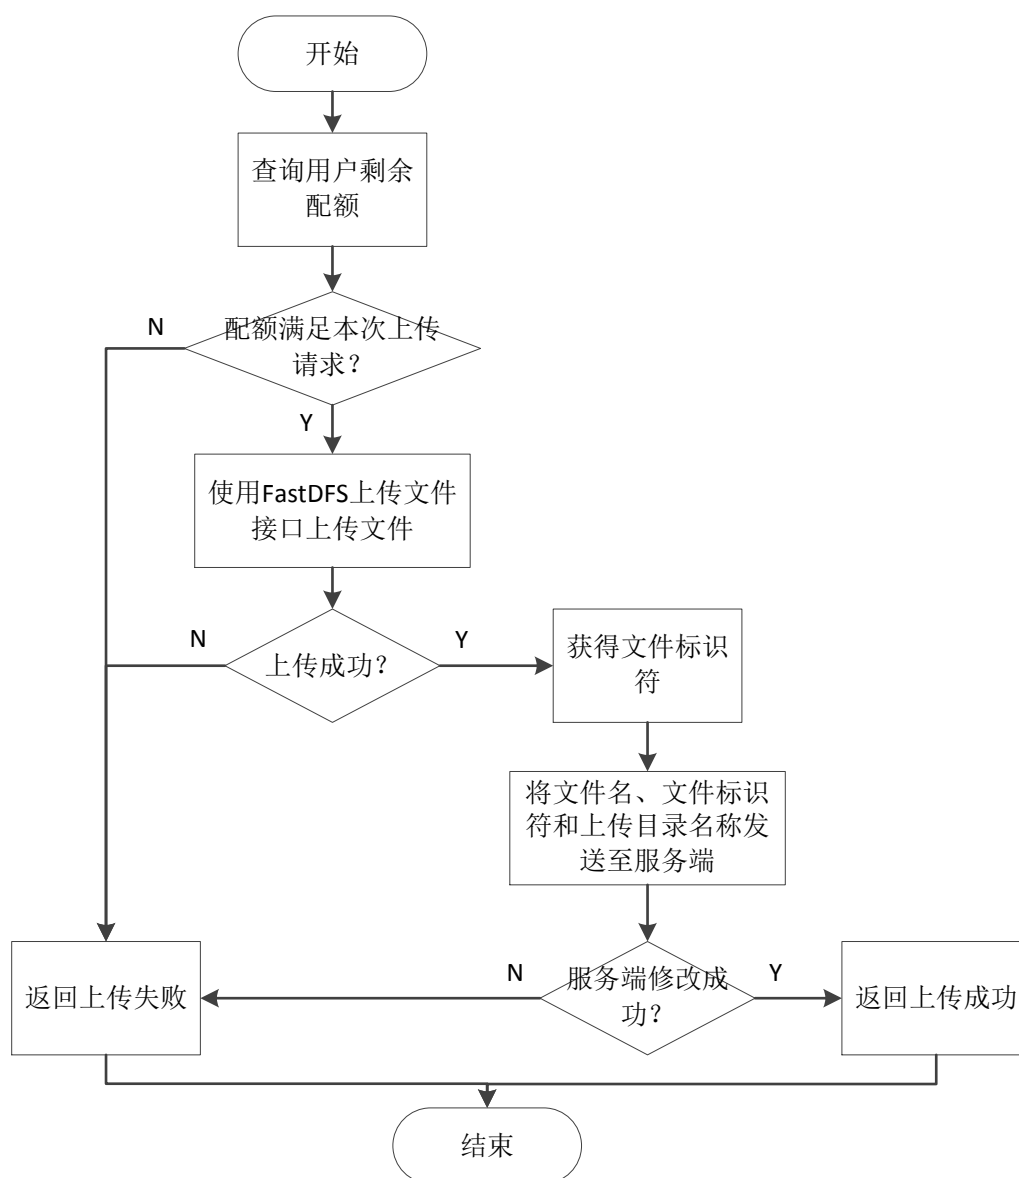 开始
查询用户剩余
配额
N
配额满足本次上传
请求？
Y
使用FastDFS上传文件
接口上传文件
N
上传成功？
Y
获得文件标识
符
将文件名、文件标识
符和上传目录名称发
送至服务端
返回上传失败
N
服务端修改成
功？
Y
返回上传成功
结束